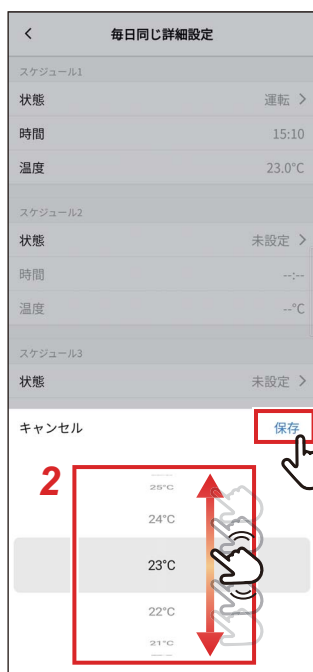 毎日同じ詳細設定
スケジュール1
状態 運転
時間 15:10
温度 23.0°C
スケジュール2
状態 未設定
時間 --:--
温度 --°C
スケジュール3
状態 未設定
キャンセル 保存
2
25°C
24°C
23°C
22°C
21°C